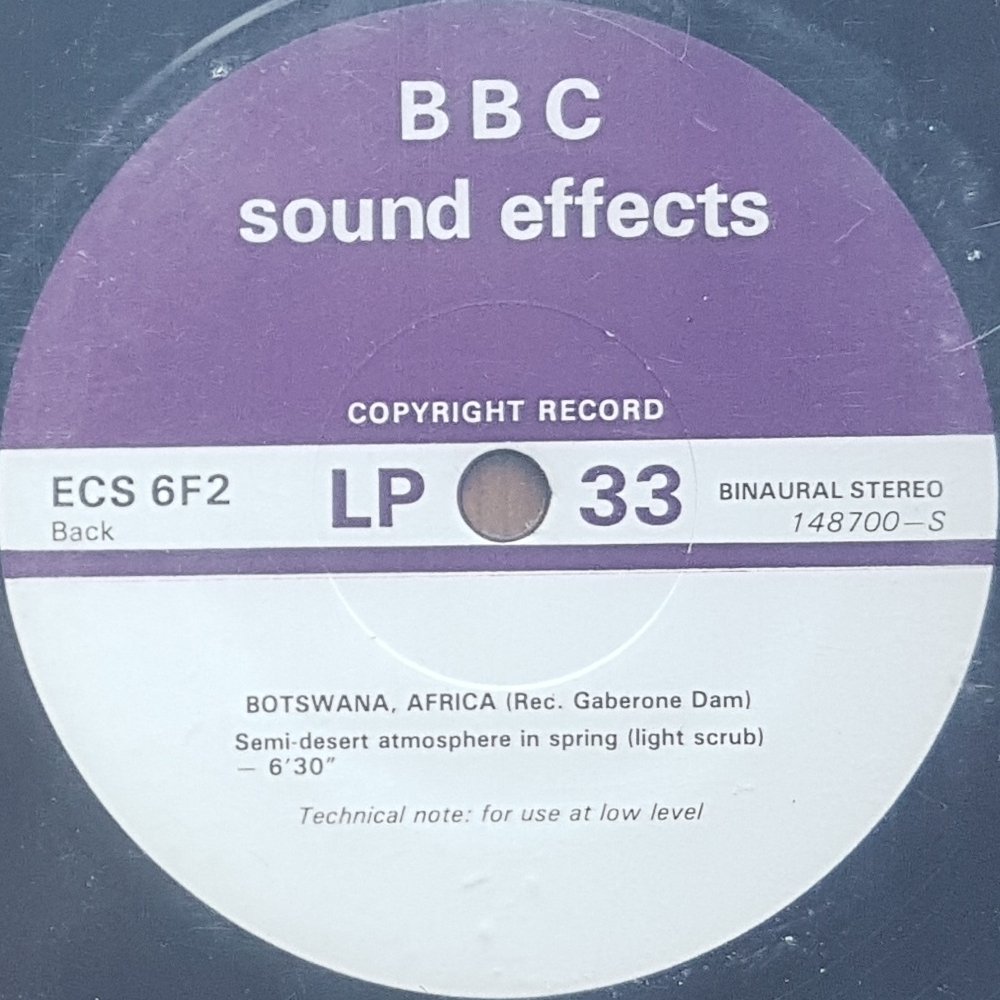 BBC
sound effects
COPYRIGHT RECORD
ECS 6F2
Back
LP 33
BINAURAL STEREO
148700–S
BOTSWANA, AFRICA (Rec. Gaberone Dam)
Semi-desert atmosphere in spring (light scrub)
– 6'30"
Technical note: for use at low level